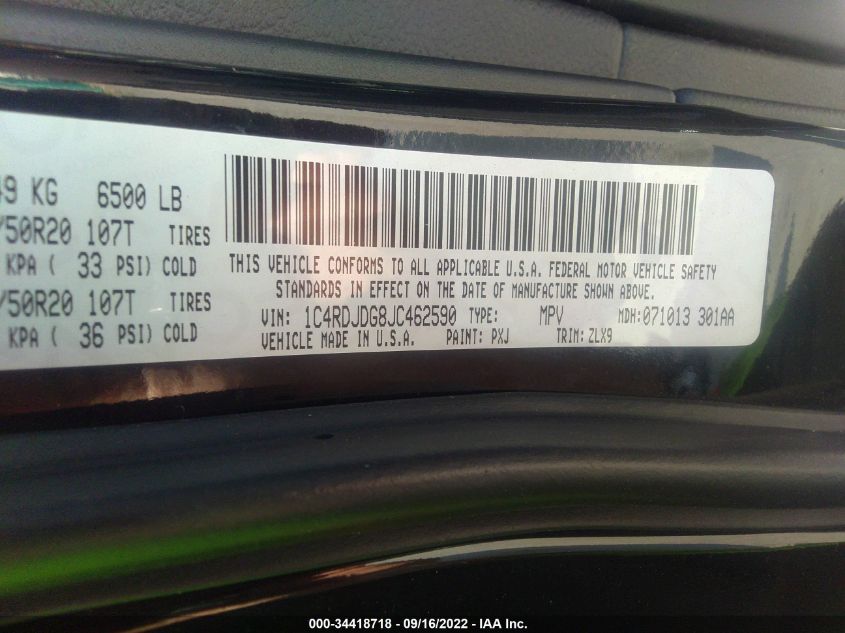 49 KG 6500 LB
/50R20 107T TIRES
KPA ( 33 PSI) COLD
/50R20 107T TIRES
KPA ( 36 PSI) COLD
THIS VEHICLE CONFORMS TO ALL APPLICABLE U.S.A. FEDERAL MOTOR VEHICLE SAFETY
STANDARDS IN EFFECT ON THE DATE OF MANUFACTURE SHOWN ABOVE.
VIN: 1C4RDJDG8JC462590 TYPE: MPV MDH: 071013 301AA
VEHICLE MADE IN U.S.A. PAINT: PXJ TRIM: ZLX9
000-34418718 - 09/16/2022 - IAA Inc.